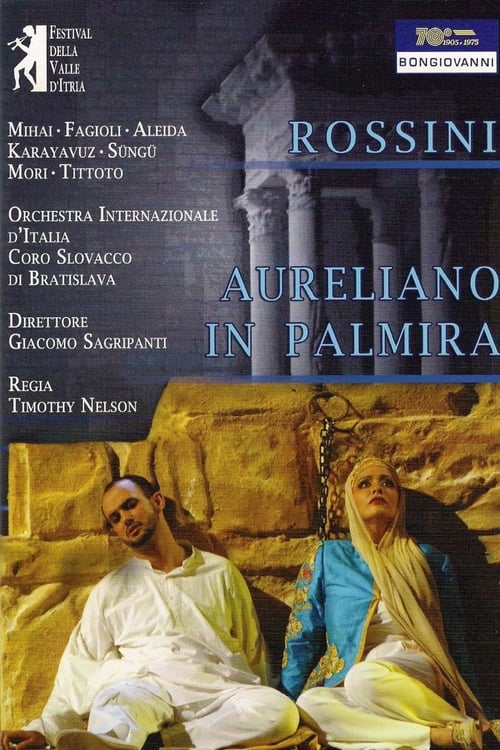 Festival
della
Valle
d'Itria
70°
1905-1975
BONGIOVANNI
Mihai · Fagioli · Aleida
Karayavuz · Süngü
Mori · Tittoto
Rossini
Orchestra Internazionale
d'Italia
Coro Slovacco
di Bratislava
Aureliano
in Palmira
Direttore
Giacomo Sagripanti
Regia
Timothy Nelson